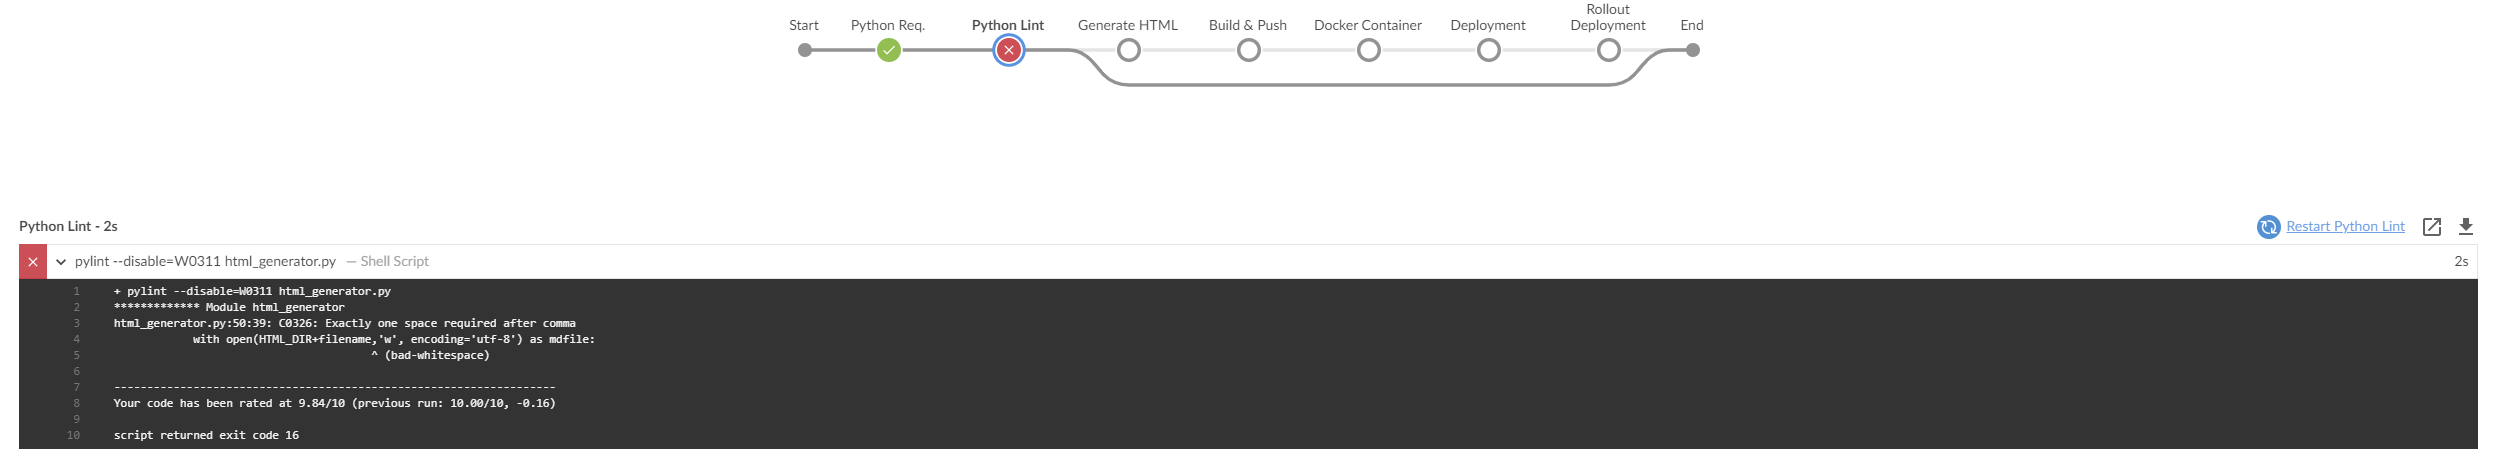 Start
Python Req.
Python Lint
Generate HTML
Build & Push
Docker Container
Deployment
Rollout
Deployment
End
Python Lint - 2s
Restart Python Lint
pylint --disable=W0311 html_generator.py — Shell Script
2s
1 + pylint --disable=W0311 html_generator.py
2 ************* Module html_generator
3 html_generator.py:50:39: C0326: Exactly one space required after comma
4 with open(HTML_DIR+filename,'w', encoding='utf-8') as mdfile:
5 ^ (bad-whitespace)
6
7 -------------------------------------------------------------------
8 Your code has been rated at 9.84/10 (previous run: 10.00/10, -0.16)
9
10 script returned exit code 16